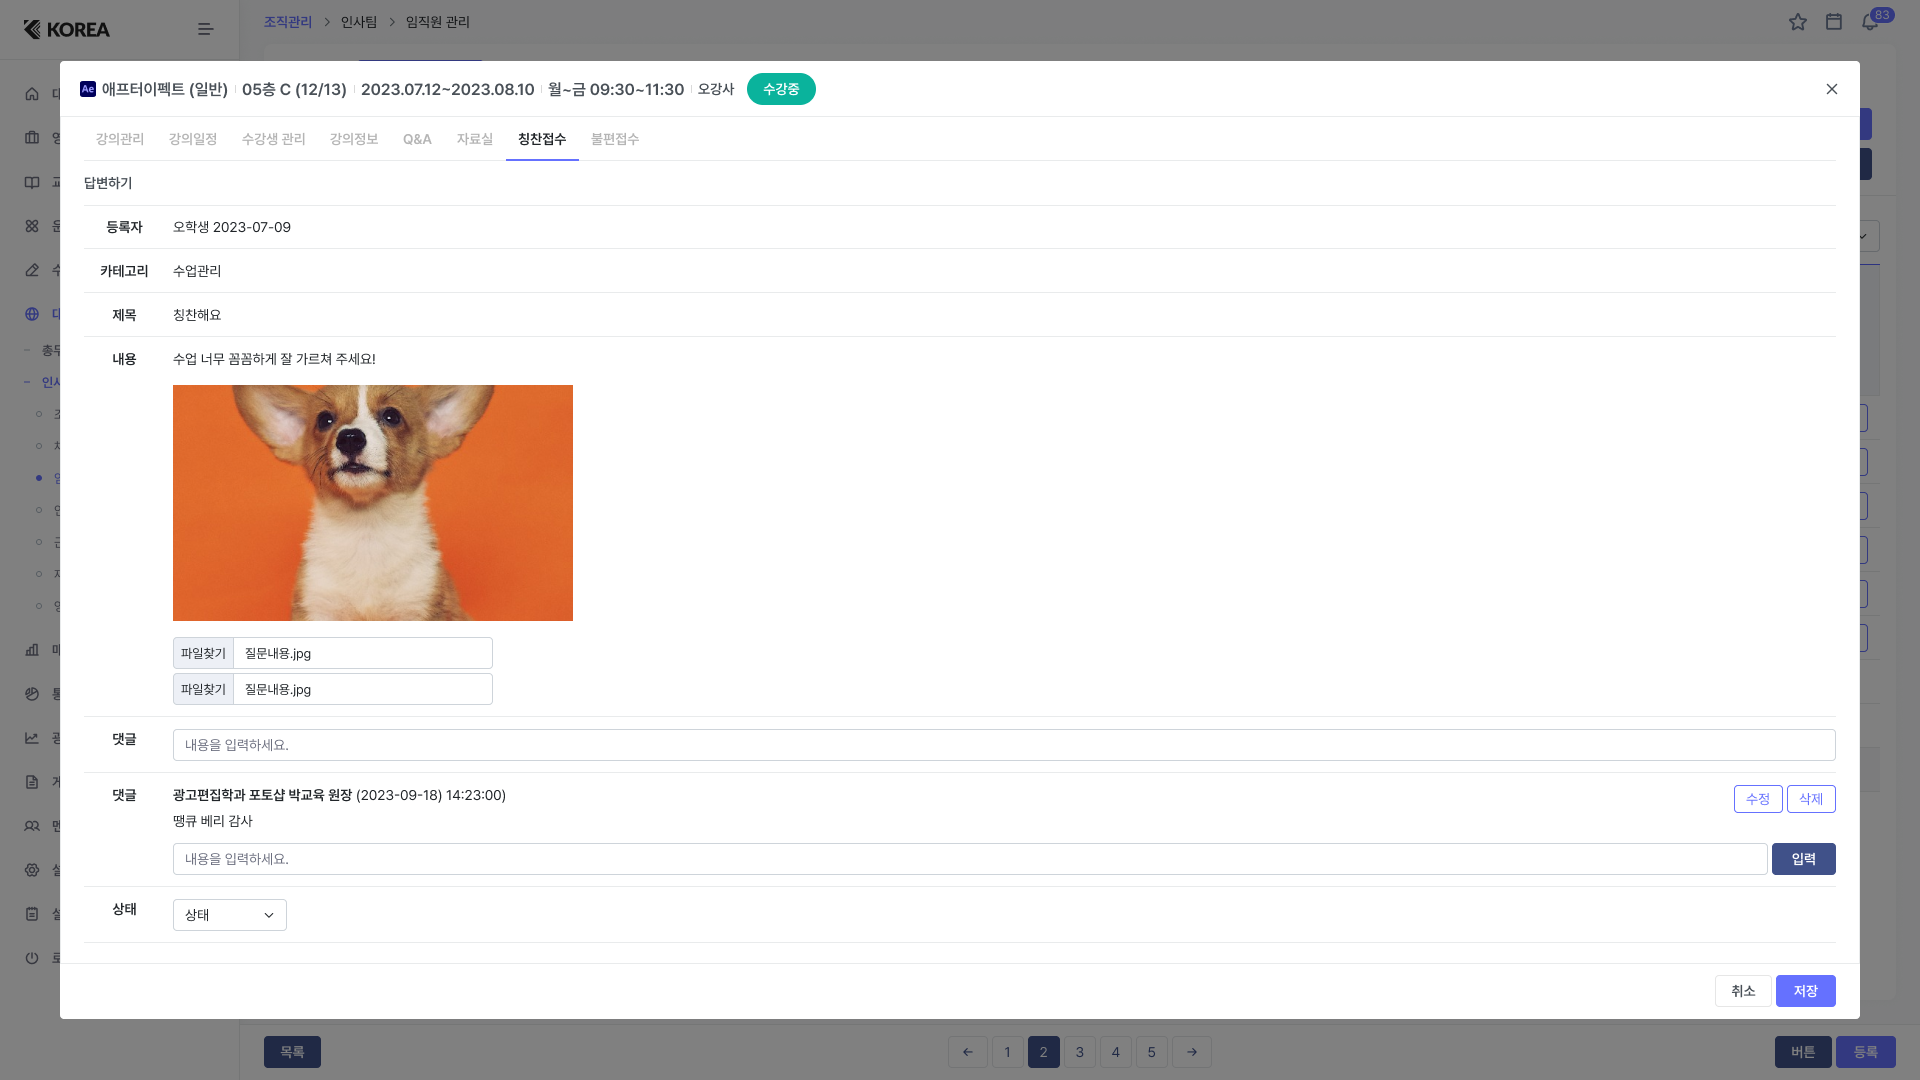 KOREA
조직관리 > 인사팀 > 임직원 관리
83
Ae 애프터이펙트 (일반) 05층 C (12/13) 2023.07.12~2023.08.10 월~금 09:30~11:30 오강사 수강중
강의관리 강의일정 수강생 관리 강의정보 Q&A 자료실 칭찬접수 불편접수
답변하기
등록자 오학생 2023-07-09
카테고리 수업관리
제목 칭찬해요
내용 수업 너무 꼼꼼하게 잘 가르쳐 주세요!
파일찾기 질문내용.jpg
파일찾기 질문내용.jpg
댓글 내용을 입력하세요.
댓글 광고편집학과 포토샵 박교육 원장 (2023-09-18) 14:23:00) 수정 삭제
땡큐 베리 감사
내용을 입력하세요. 입력
상태 상태
취소 저장
목록 1 2 3 4 5 버튼 등록